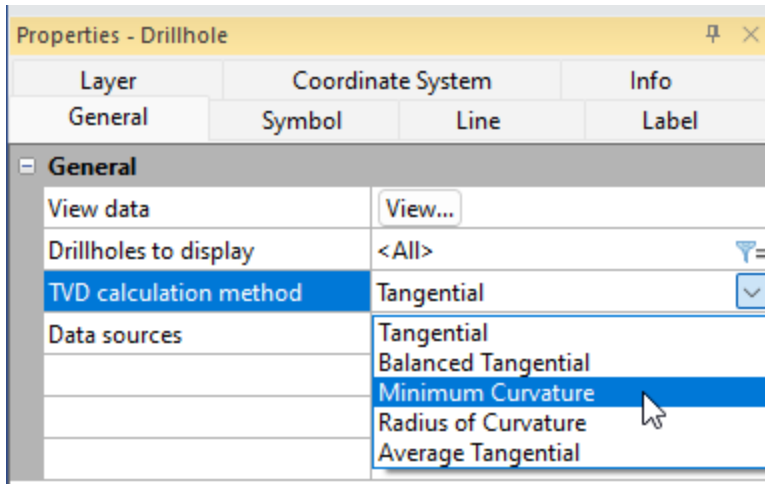 Properties - Drillhole
Layer Coordinate System Info
General Symbol Line Label
General
View data View...
Drillholes to display <All>
TVD calculation method Tangential
Data sources Tangential
Balanced Tangential
Minimum Curvature
Radius of Curvature
Average Tangential